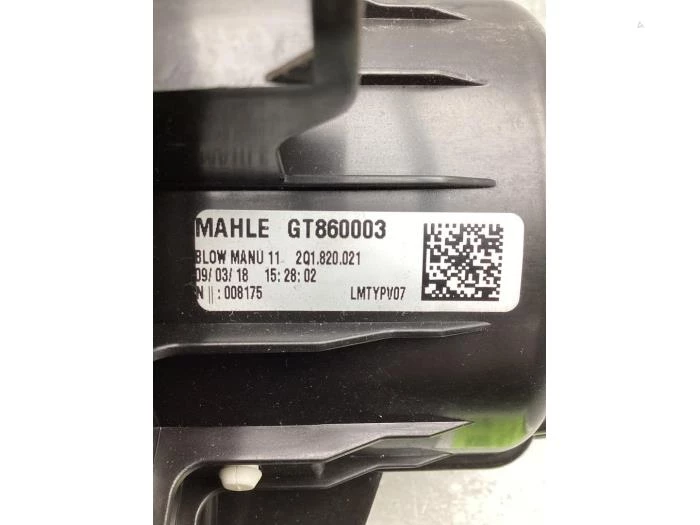 MAHLE GT860003
BLOW MANU 11 2Q1.820.021
09/03/18 15:28:02
N ||: 008175 LMTYPV07